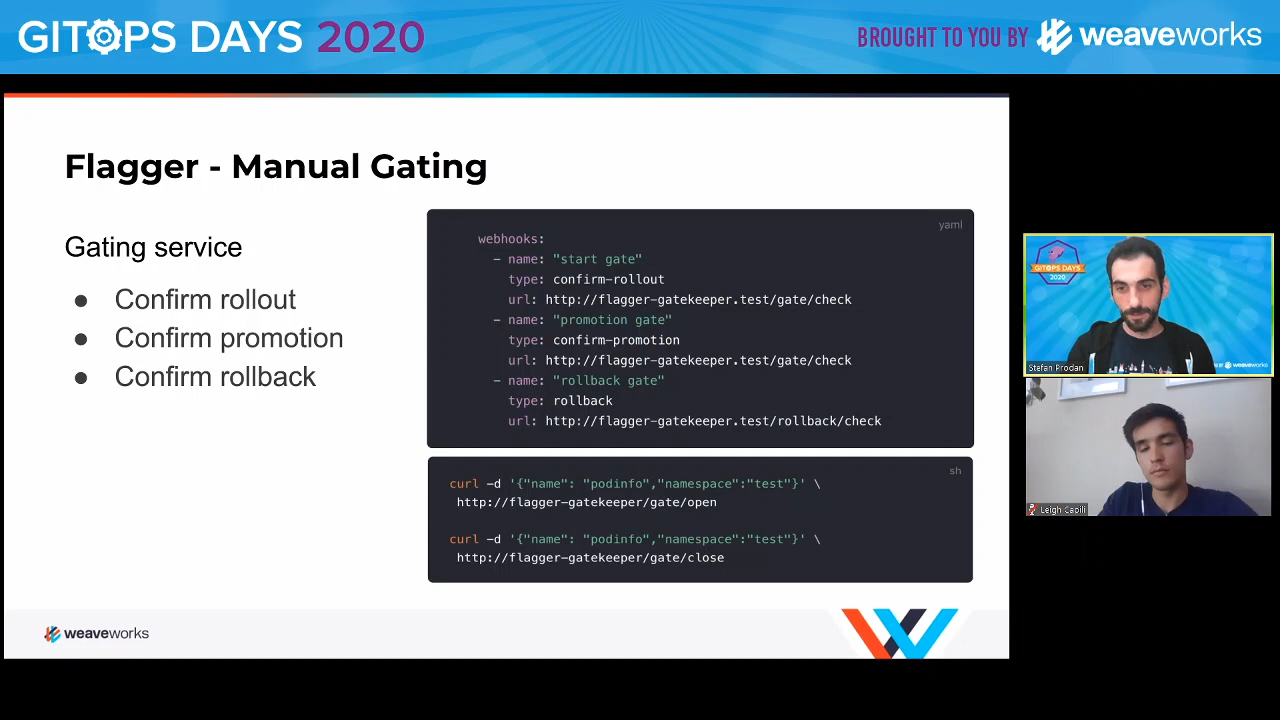 GITOPS DAYS 2020
BROUGHT TO YOU BY weaveworks
Flagger - Manual Gating
Gating service
● Confirm rollout
● Confirm promotion
● Confirm rollback
yaml
webhooks:
- name: "start gate"
type: confirm-rollout
url: http://flagger-gatekeeper.test/gate/check
- name: "promotion gate"
type: confirm-promotion
url: http://flagger-gatekeeper.test/gate/check
- name: "rollback gate"
type: rollback
url: http://flagger-gatekeeper.test/rollback/check
sh
curl -d '{"name": "podinfo","namespace":"test"}' \
http://flagger-gatekeeper/gate/open
curl -d '{"name": "podinfo","namespace":"test"}' \
http://flagger-gatekeeper/gate/close
weaveworks
GITOPS DAYS
2020
Stefan Prodan
weaveworks
Leigh Capili